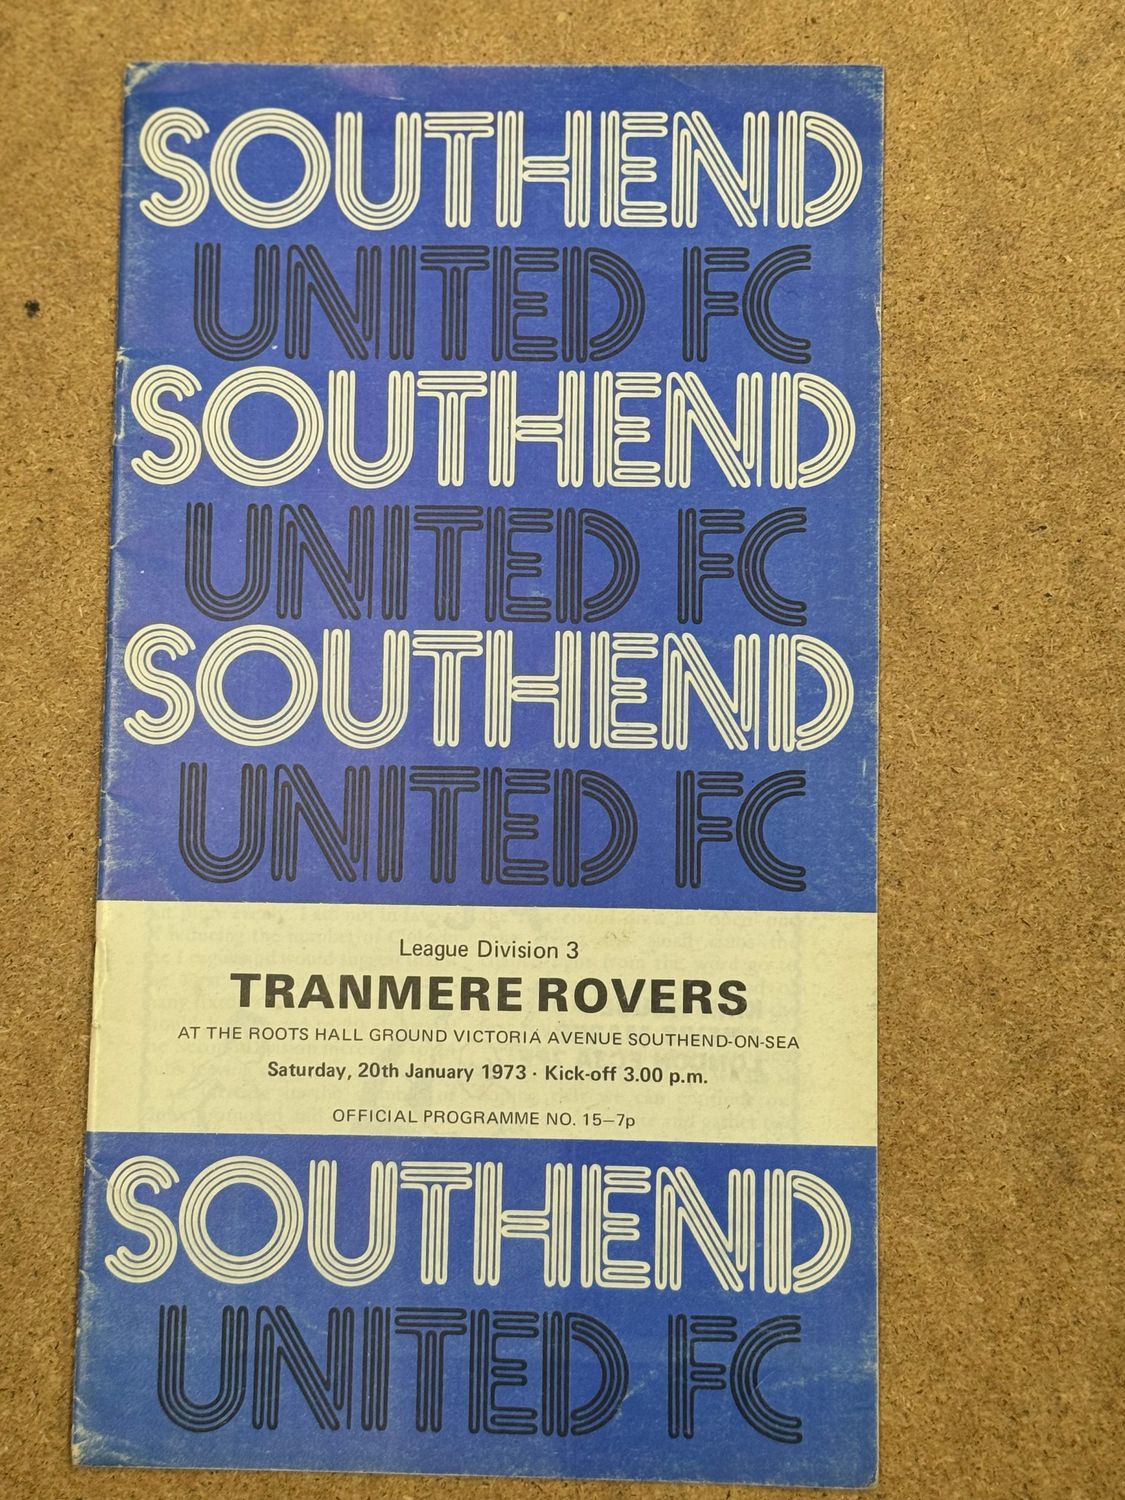 SOUTHEND
UNITED FC
SOUTHEND
UNITED FC
SOUTHEND
UNITED FC
League Division 3
TRANMERE ROVERS
AT THE ROOTS HALL GROUND VICTORIA AVENUE SOUTHEND-ON-SEA
Saturday, 20th January 1973 · Kick-off 3.00 p.m.
OFFICIAL PROGRAMME NO. 15—7p
SOUTHEND
UNITED FC